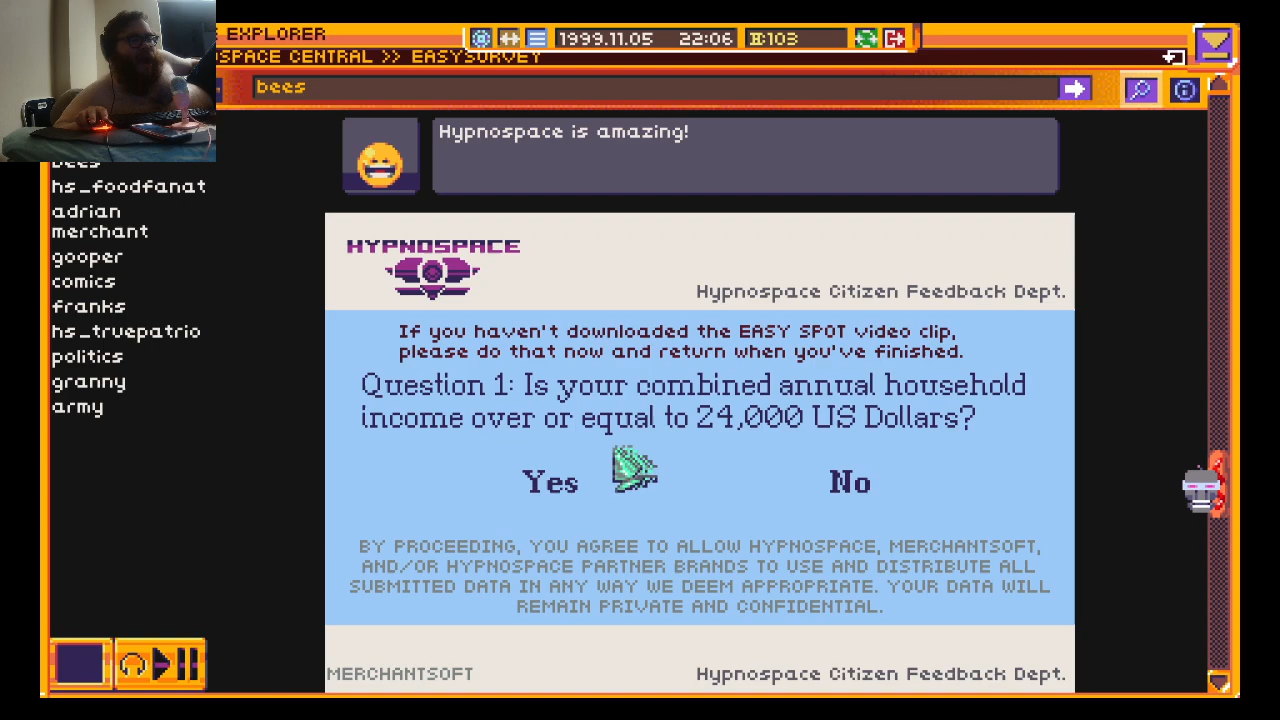 EXPLORER
1999.11.05 22:06 :103
SPACE CENTRAL >> EASYSURVEY
bees
Hypnospace is amazing!
bees
hs_foodfanat
adrian
merchant
gooper
comics
franks
hs_truepatrio
politics
granny
army
HYPNOSPACE
Hypnospace Citizen Feedback Dept.
If you haven't downloaded the EASY SPOT video clip,
please do that now and return when you've finished.
Question 1: Is your combined annual household
income over or equal to 24,000 US Dollars?
Yes No
BY PROCEEDING, YOU AGREE TO ALLOW HYPNOSPACE, MERCHANTSOFT,
AND/OR HYPNOSPACE PARTNER BRANDS TO USE AND DISTRIBUTE ALL
SUBMITTED DATA IN ANY WAY WE DEEM APPROPRIATE. YOUR DATA WILL
REMAIN PRIVATE AND CONFIDENTIAL.
MERCHANTSOFT
Hypnospace Citizen Feedback Dept.